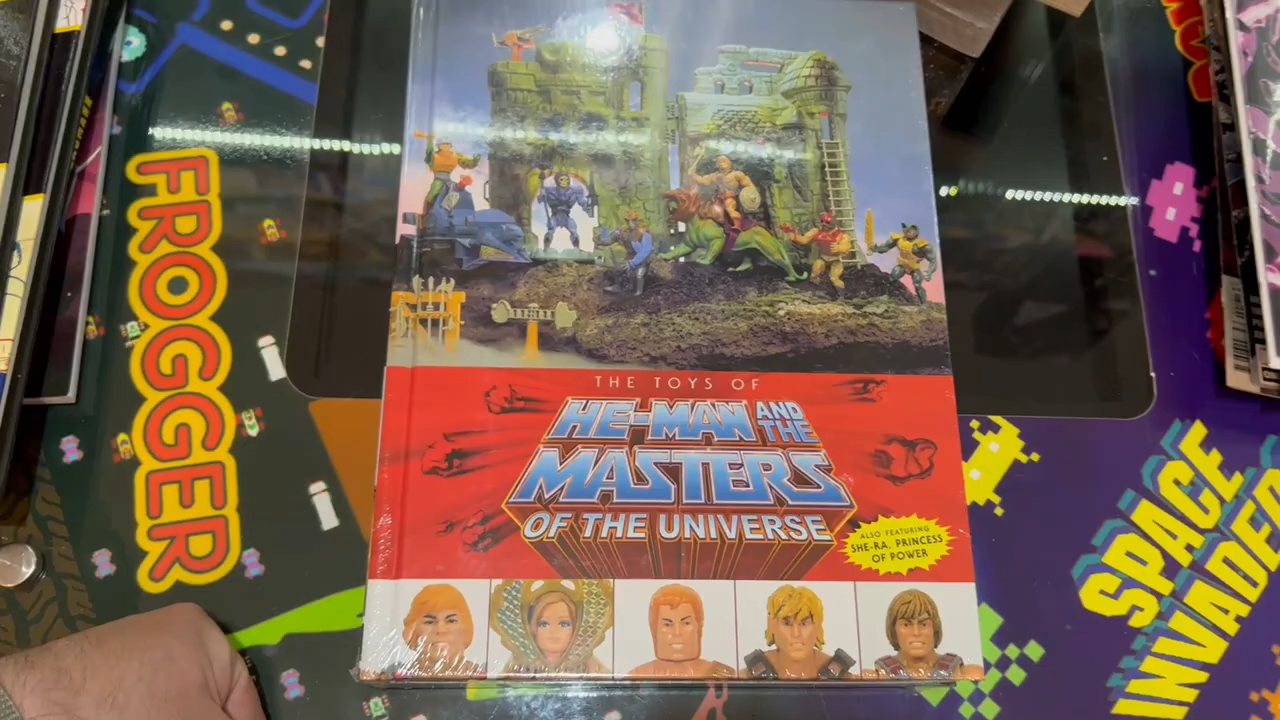 FROGGER
THE TOYS OF
HE-MAN AND THE
MASTERS
OF THE UNIVERSE
ALSO FEATURING
SHE-RA, PRINCESS
OF POWER
SPACE